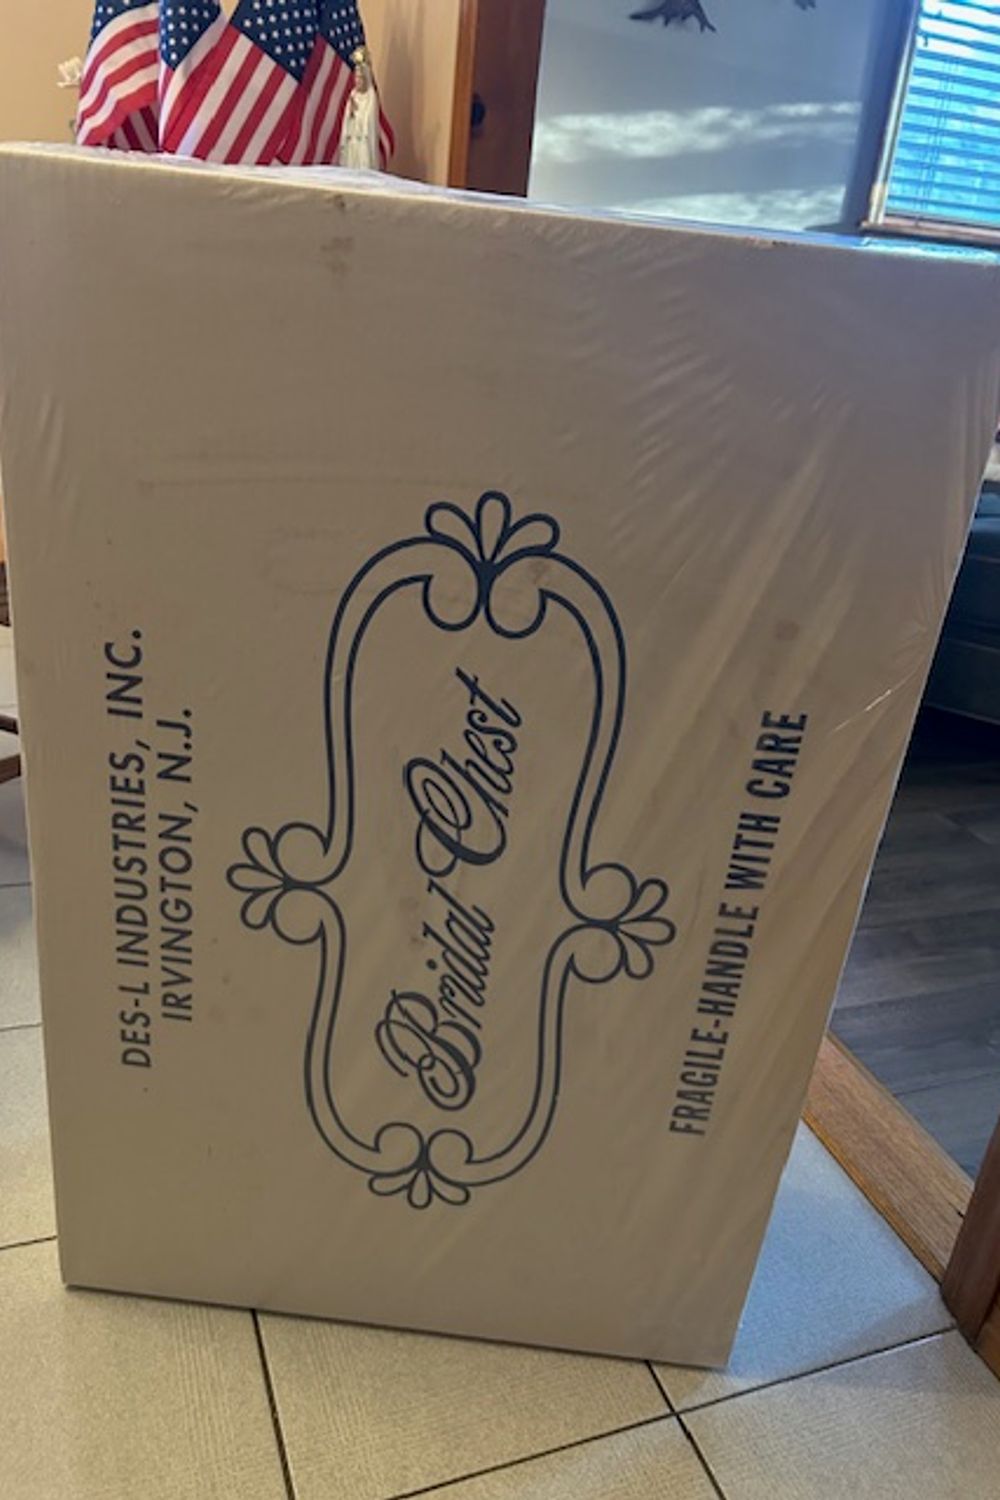 DES-L INDUSTRIES, INC.
IRVINGTON, N.J.
Bridal Chest
FRAGILE-HANDLE WITH CARE